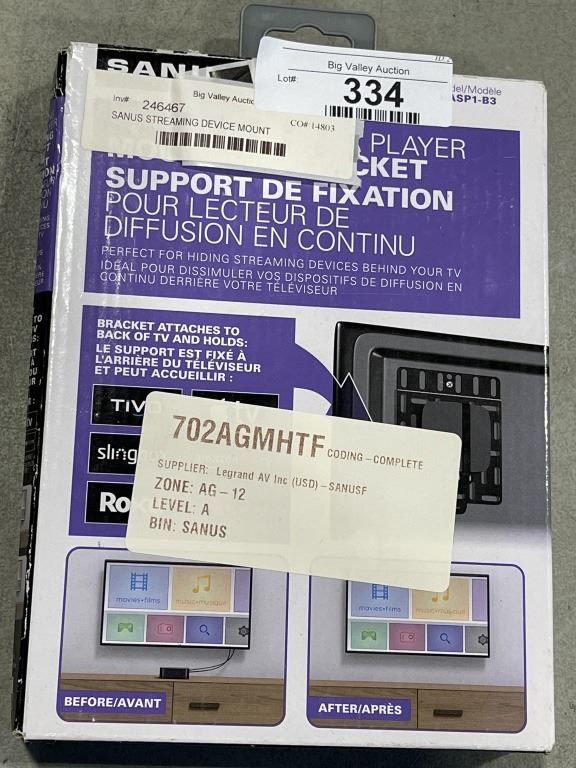 SANU
Big Valley Auction
Lot#:
334
del/Modèle
ASP1-B3
Inv# 246467
Big Valley Auctio
SANUS STREAMING DEVICE MOUNT
CO# 14803
PLAYER
CKET
SUPPORT DE FIXATION
POUR LECTEUR DE
DIFFUSION EN CONTINU
PERFECT FOR HIDING STREAMING DEVICES BEHIND YOUR TV
IDÉAL POUR DISSIMULER VOS DISPOSITIFS DE DIFFUSION EN
CONTINU DERRIÈRE VOTRE TÉLÉVISEUR
BRACKET ATTACHES TO
BACK OF TV AND HOLDS:
LE SUPPORT EST FIXÉ À
L'ARRIÈRE DU TÉLÉVISEUR
ET PEUT ACCUEILLIR :
TiVo
tv
sling
Ro
702AGMHTF CODING-COMPLETE
SUPPLIER: Legrand AV Inc (USD)-SANUSF
ZONE: AG-12
LEVEL: A
BIN: SANUS
movies•films
music•musique
movies•films
music•musique
BEFORE/AVANT
AFTER/APRÈS